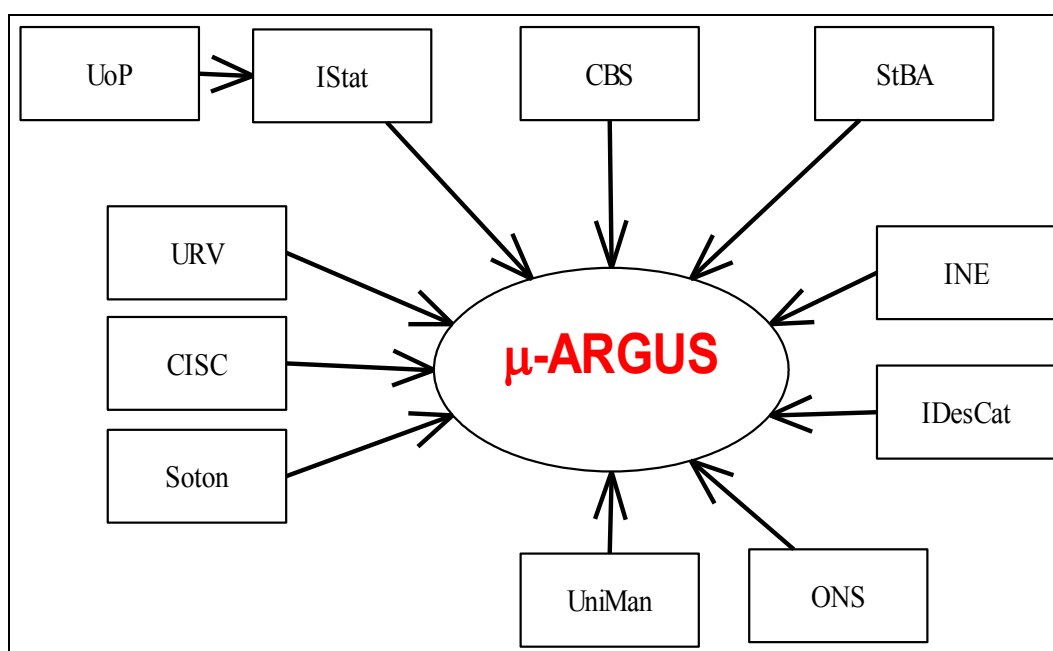 UoP
IStat
CBS
StBA
URV
INE
μ-ARGUS
CISC
IDesCat
Soton
UniMan
ONS